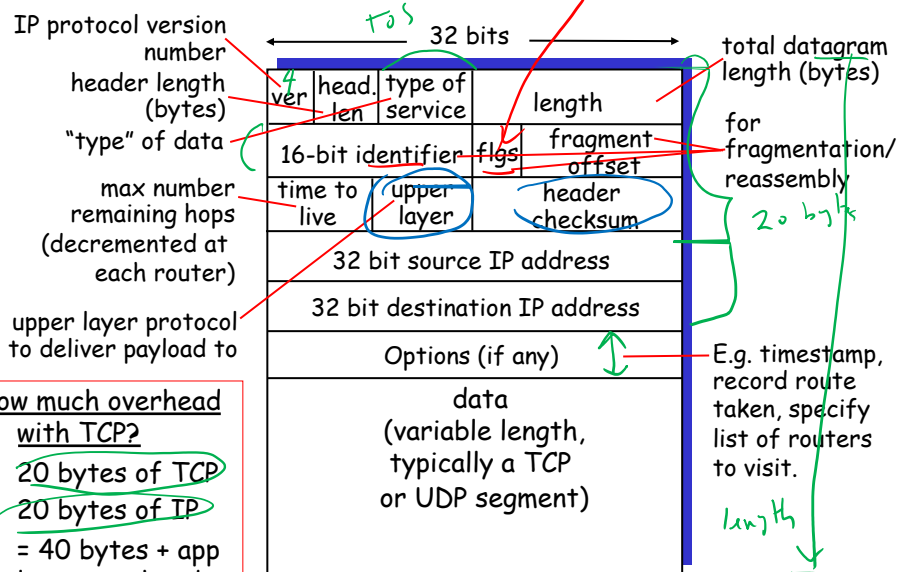 IP protocol version
number
header length
(bytes)
"type" of data
max number
remaining hops
(decremented at
each router)
upper layer protocol
to deliver payload to
ow much overhead
with TCP?
20 bytes of TCP
20 bytes of IP
= 40 bytes + app
TOS
32 bits
4
ver
head.
len
type of
service
length
16-bit identifier
flgs
fragment
offset
time to
live
upper
layer
header
checksum
32 bit source IP address
32 bit destination IP address
Options (if any)
data
(variable length,
typically a TCP
or UDP segment)
total datagram
length (bytes)
for
fragmentation/
reassembly
20 bytes
E.g. timestamp,
record route
taken, specify
list of routers
to visit.
length